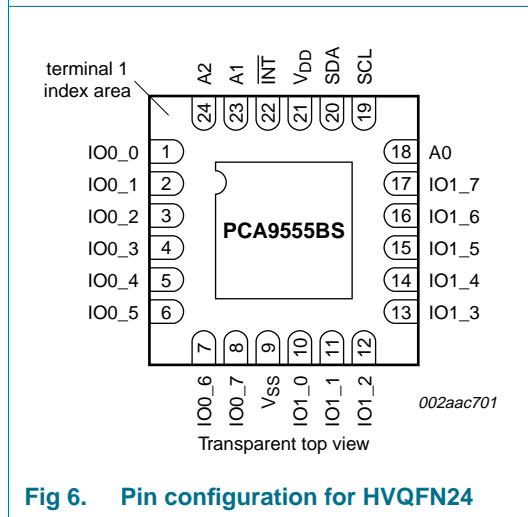 terminal 1
index area
A2
A1
INT
VDD
SDA
SCL
24
23
22
21
20
19
IO0_0 1
IO0_1 2
IO0_2 3
IO0_3 4
IO0_4 5
IO0_5 6
18 A0
17 IO1_7
16 IO1_6
15 IO1_5
14 IO1_4
13 IO1_3
PCA9555BS
7
8
9
10
11
12
IO0_6
IO0_7
VSS
IO1_0
IO1_1
IO1_2
002aac701
Transparent top view
Fig 6. Pin configuration for HVQFN24